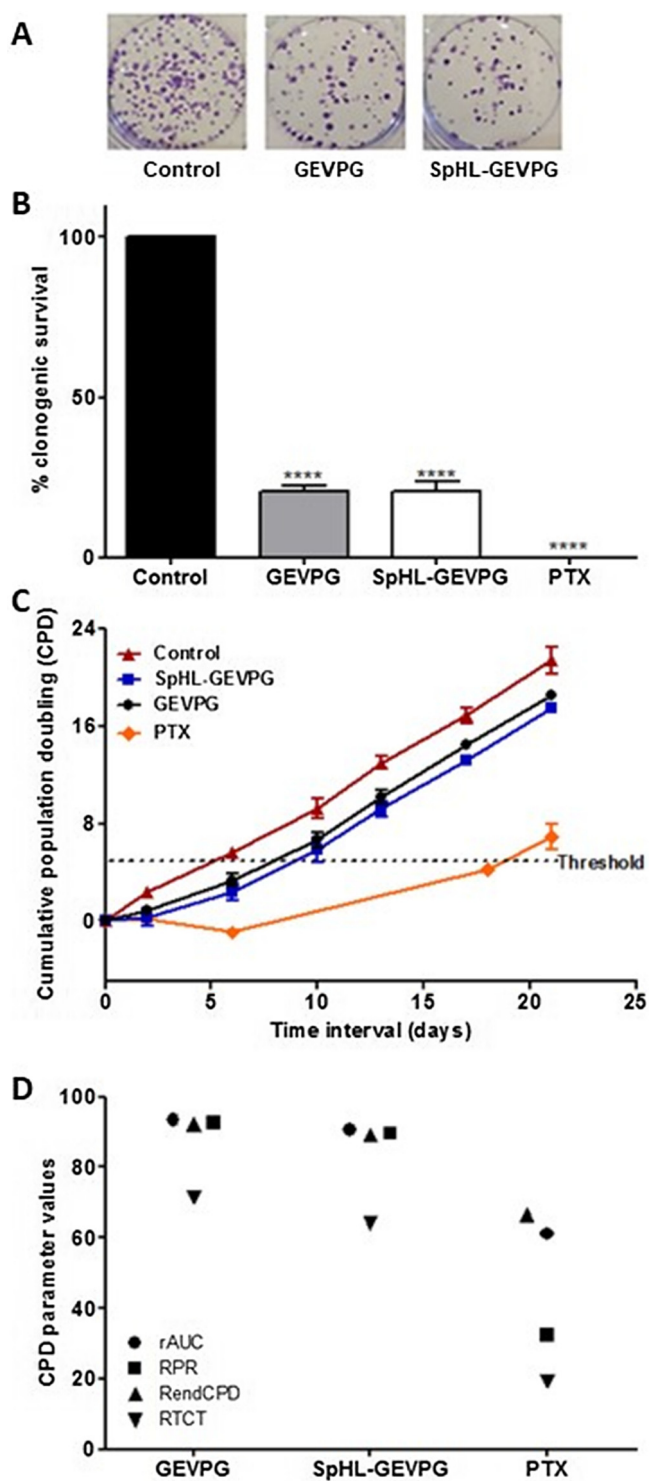 A
Control GEVPG SpHL-GEVPG
B
% clonogenic survival
100
50
0
****
****
****
Control GEVPG SpHL-GEVPG PTX
C
Cumulative population doubling (CPD)
24
16
8
0
Control
SpHL-GEVPG
GEVPG
PTX
Threshold
0 5 10 15 20 25
Time interval (days)
D
CPD parameter values
100
80
60
40
20
0
rAUC
RPR
RendCPD
RTCT
GEVPG SpHL-GEVPG PTX